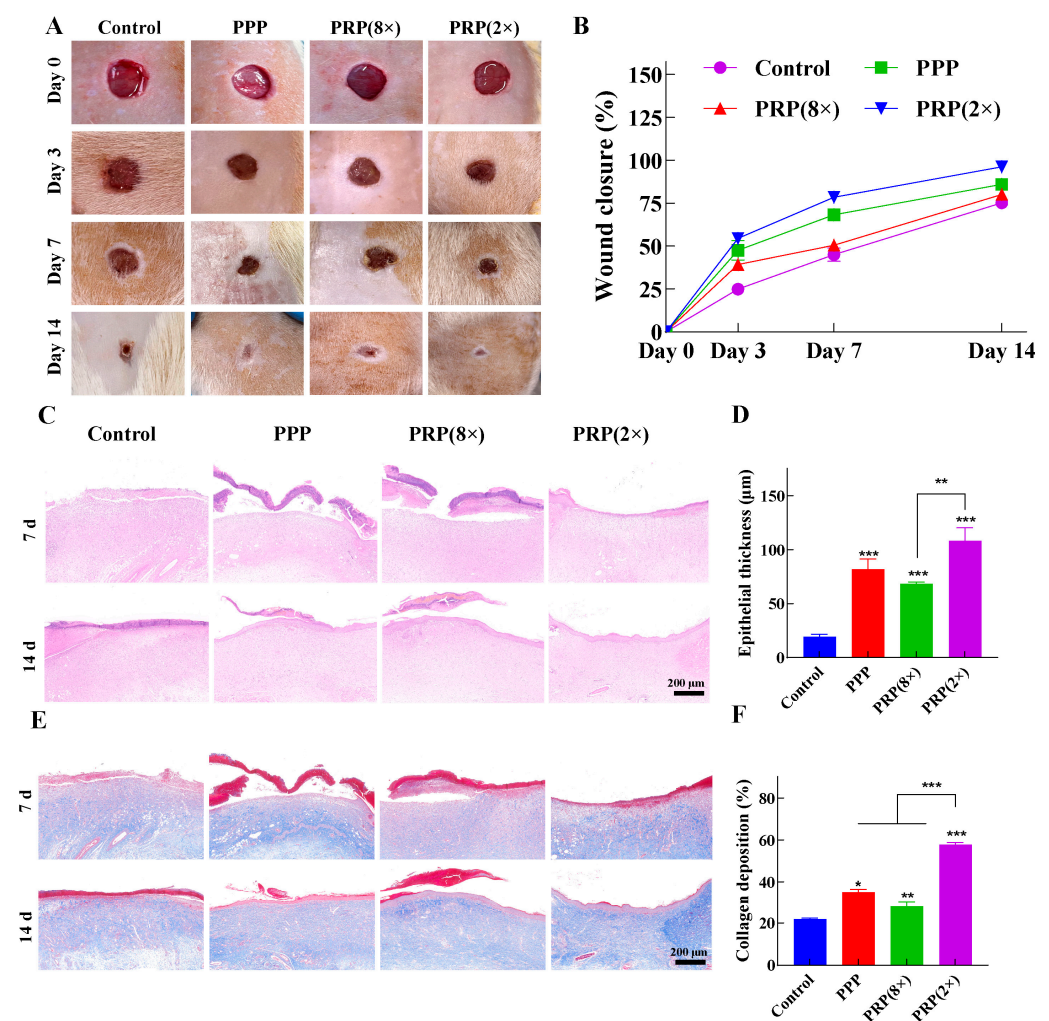 A
Control
PPP
PRP(8×)
PRP(2×)
Day 0
Day 3
Day 7
Day 14
B
Control
PPP
PRP(8×)
PRP(2×)
Wound closure (%)
150
125
100
75
50
25
0
Day 0
Day 3
Day 7
Day 14
C
Control
PPP
PRP(8×)
PRP(2×)
7 d
14 d
200 μm
D
Epithelial thickness (μm)
150
100
50
0
***
***
**
***
Control
PPP
PRP(8×)
PRP(2×)
E
7 d
14 d
200 μm
F
Collagen deposition (%)
80
60
40
20
0
*
**
***
***
Control
PPP
PRP(8×)
PRP(2×)